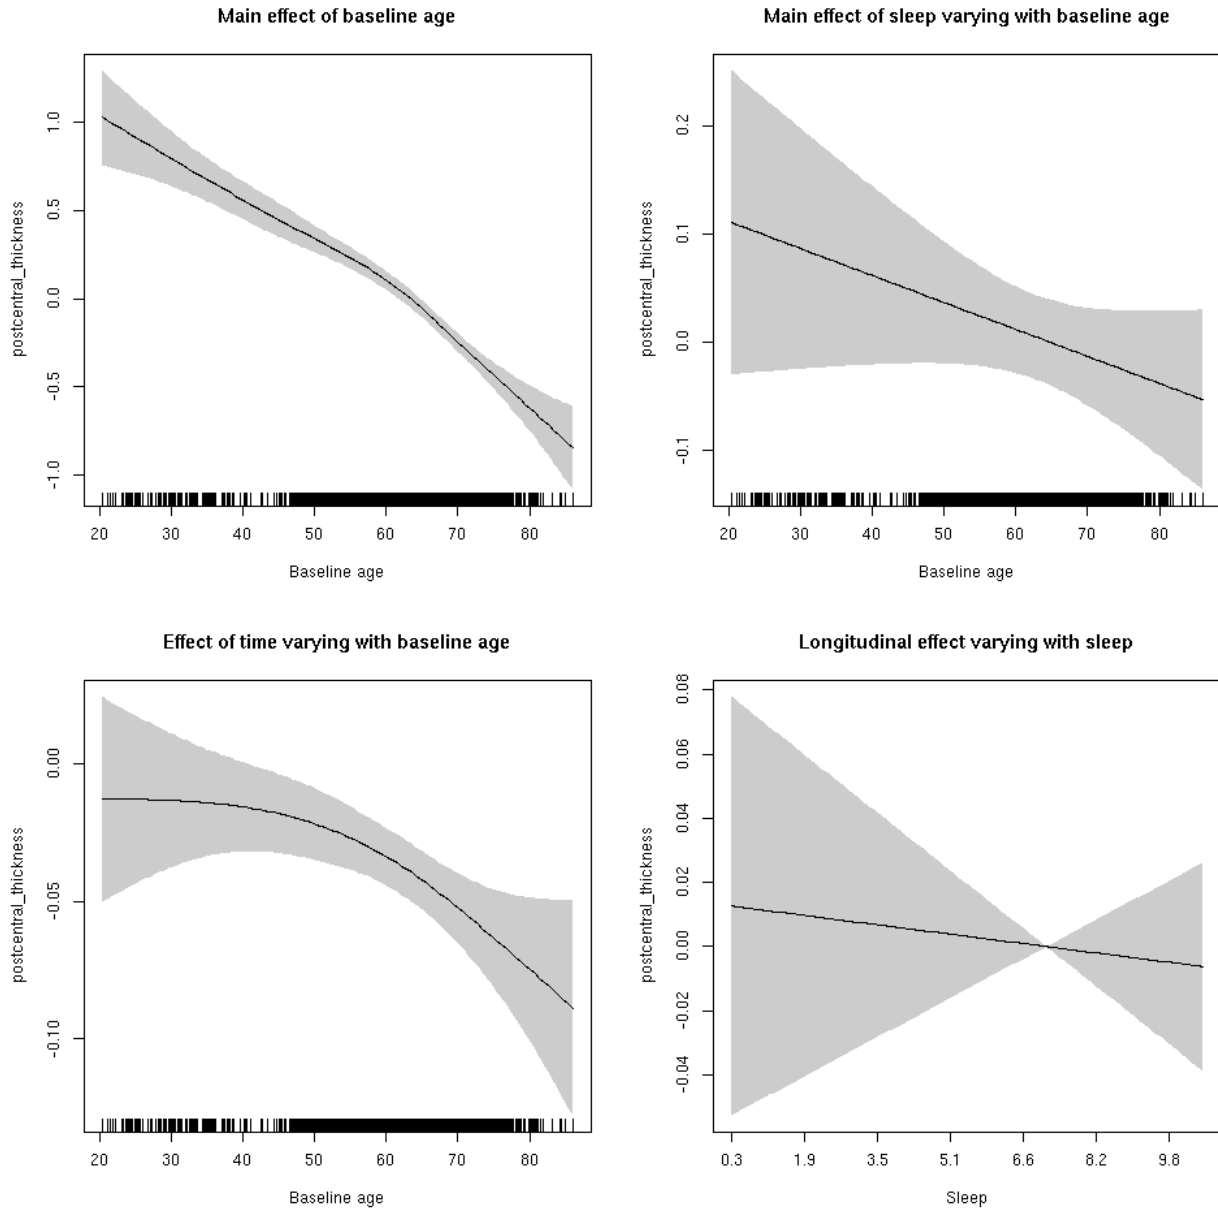 Main effect of baseline age
postcentral_thickness
1.0
0.5
0.0
-0.5
-1.0
20 30 40 50 60 70 80
Baseline age
Main effect of sleep varying with baseline age
postcentral_thickness
0.2
0.1
0.0
-0.1
20 30 40 50 60 70 80
Baseline age
Effect of time varying with baseline age
postcentral_thickness
0.00
-0.05
-0.10
20 30 40 50 60 70 80
Baseline age
Longitudinal effect varying with sleep
postcentral_thickness
0.08
0.06
0.04
0.02
0.00
-0.02
-0.04
0.3 1.9 3.5 5.1 6.6 8.2 9.8
Sleep